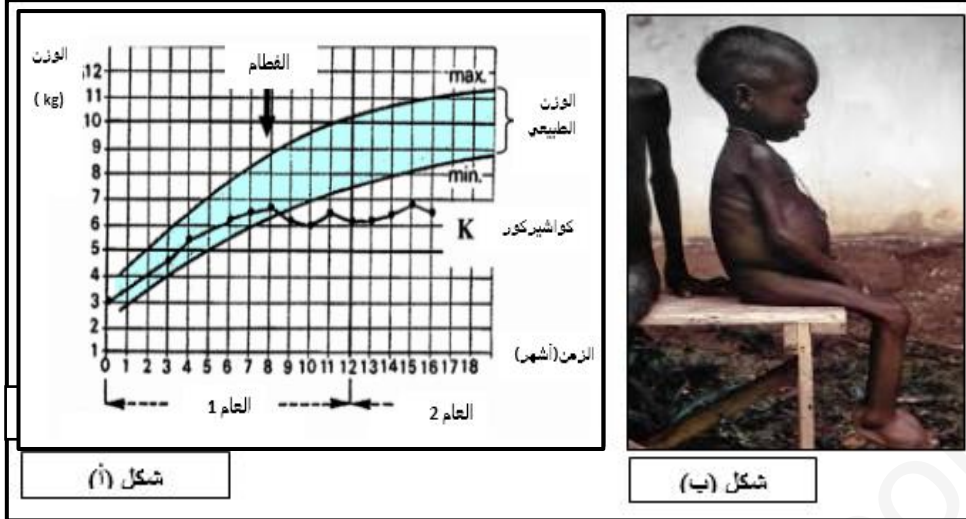 الوزن
( kg)
12
11
10
9
8
7
6
5
4
3
2
1
الفطام
max.
الوزن
الطبيعي
min.
K
كواشيركور
0 1 2 3 4 5 6 7 8 9 10 11 12 13 14 15 16 17 18
الزمن(أشهر)
العام 1
العام 2
شكل (أ)
شكل (ب)